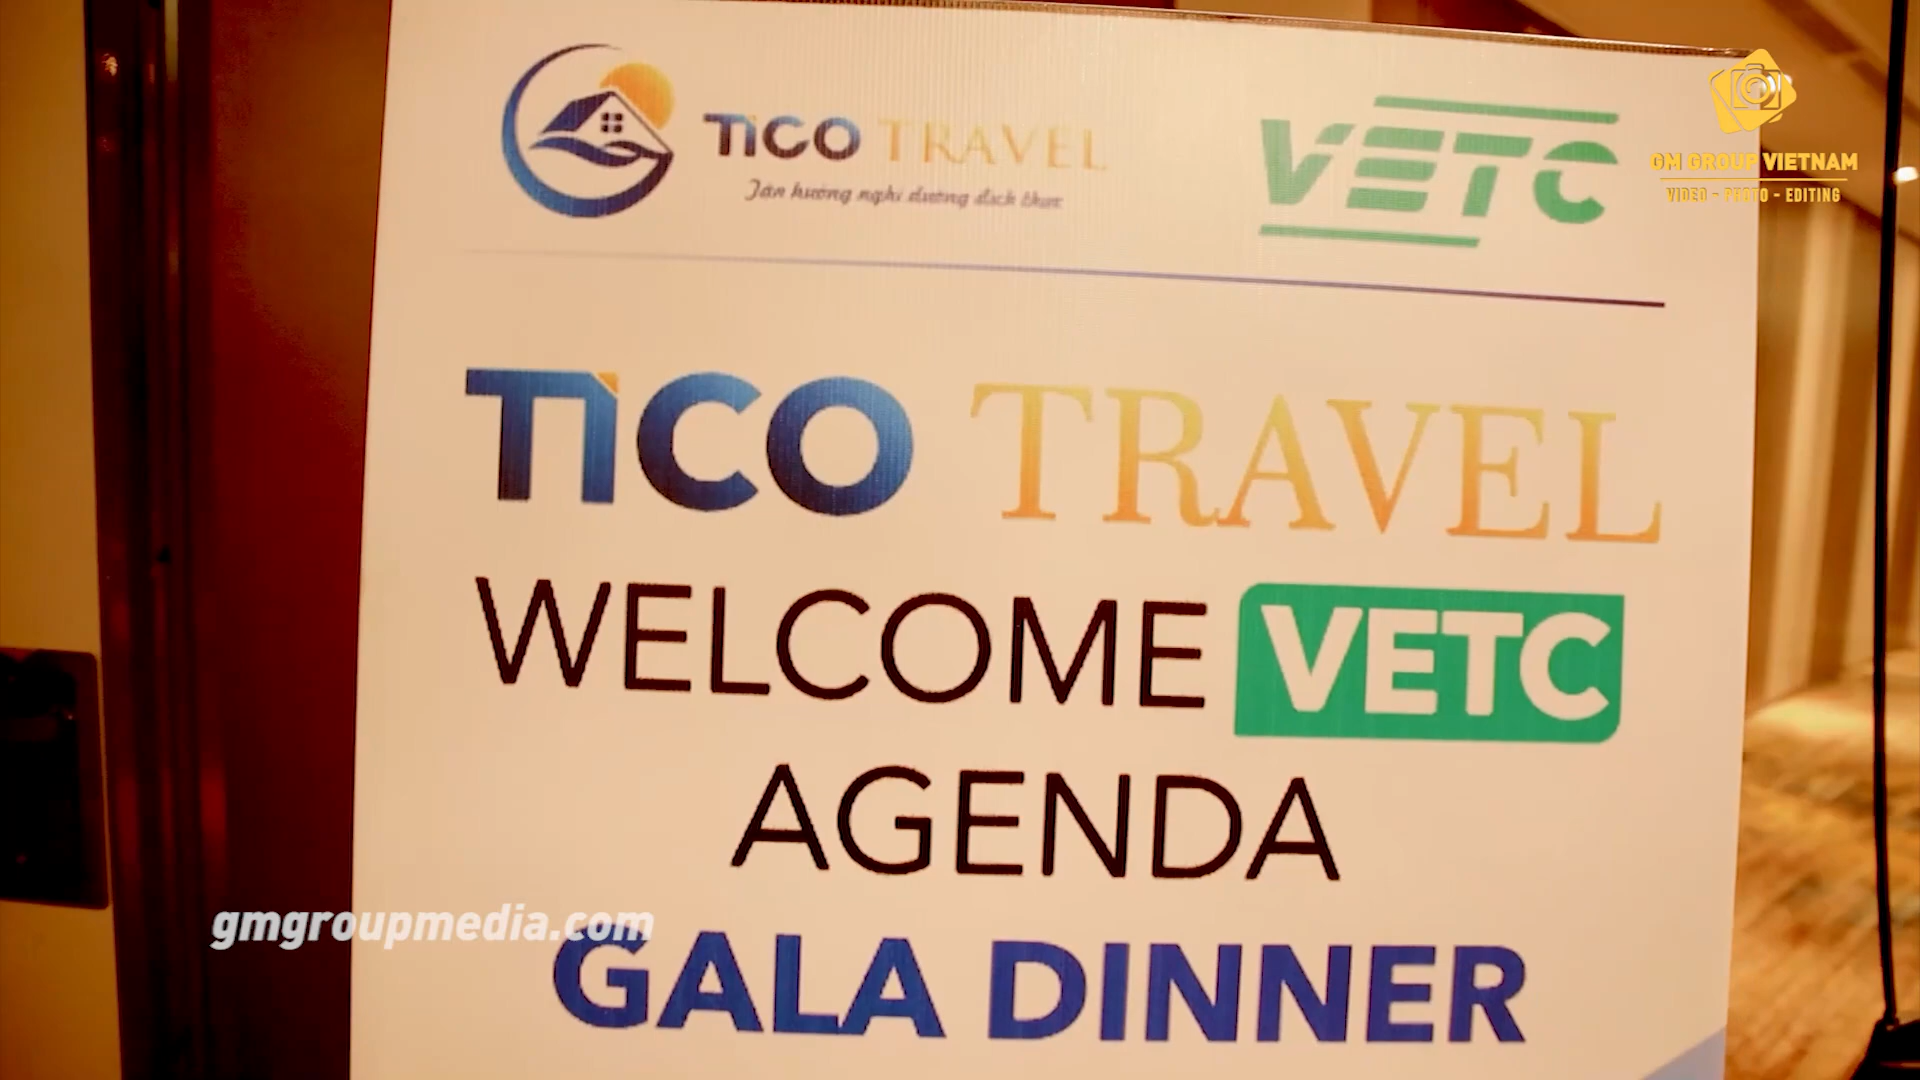 TICO TRAVEL
Tận hưởng nghỉ dưỡng đích thực
VETC
GM GROUP VIETNAM
VIDEO - PHOTO - EDITING
TICO TRAVEL
WELCOME VETC
AGENDA
gmgroupmedia.com
GALA DINNER